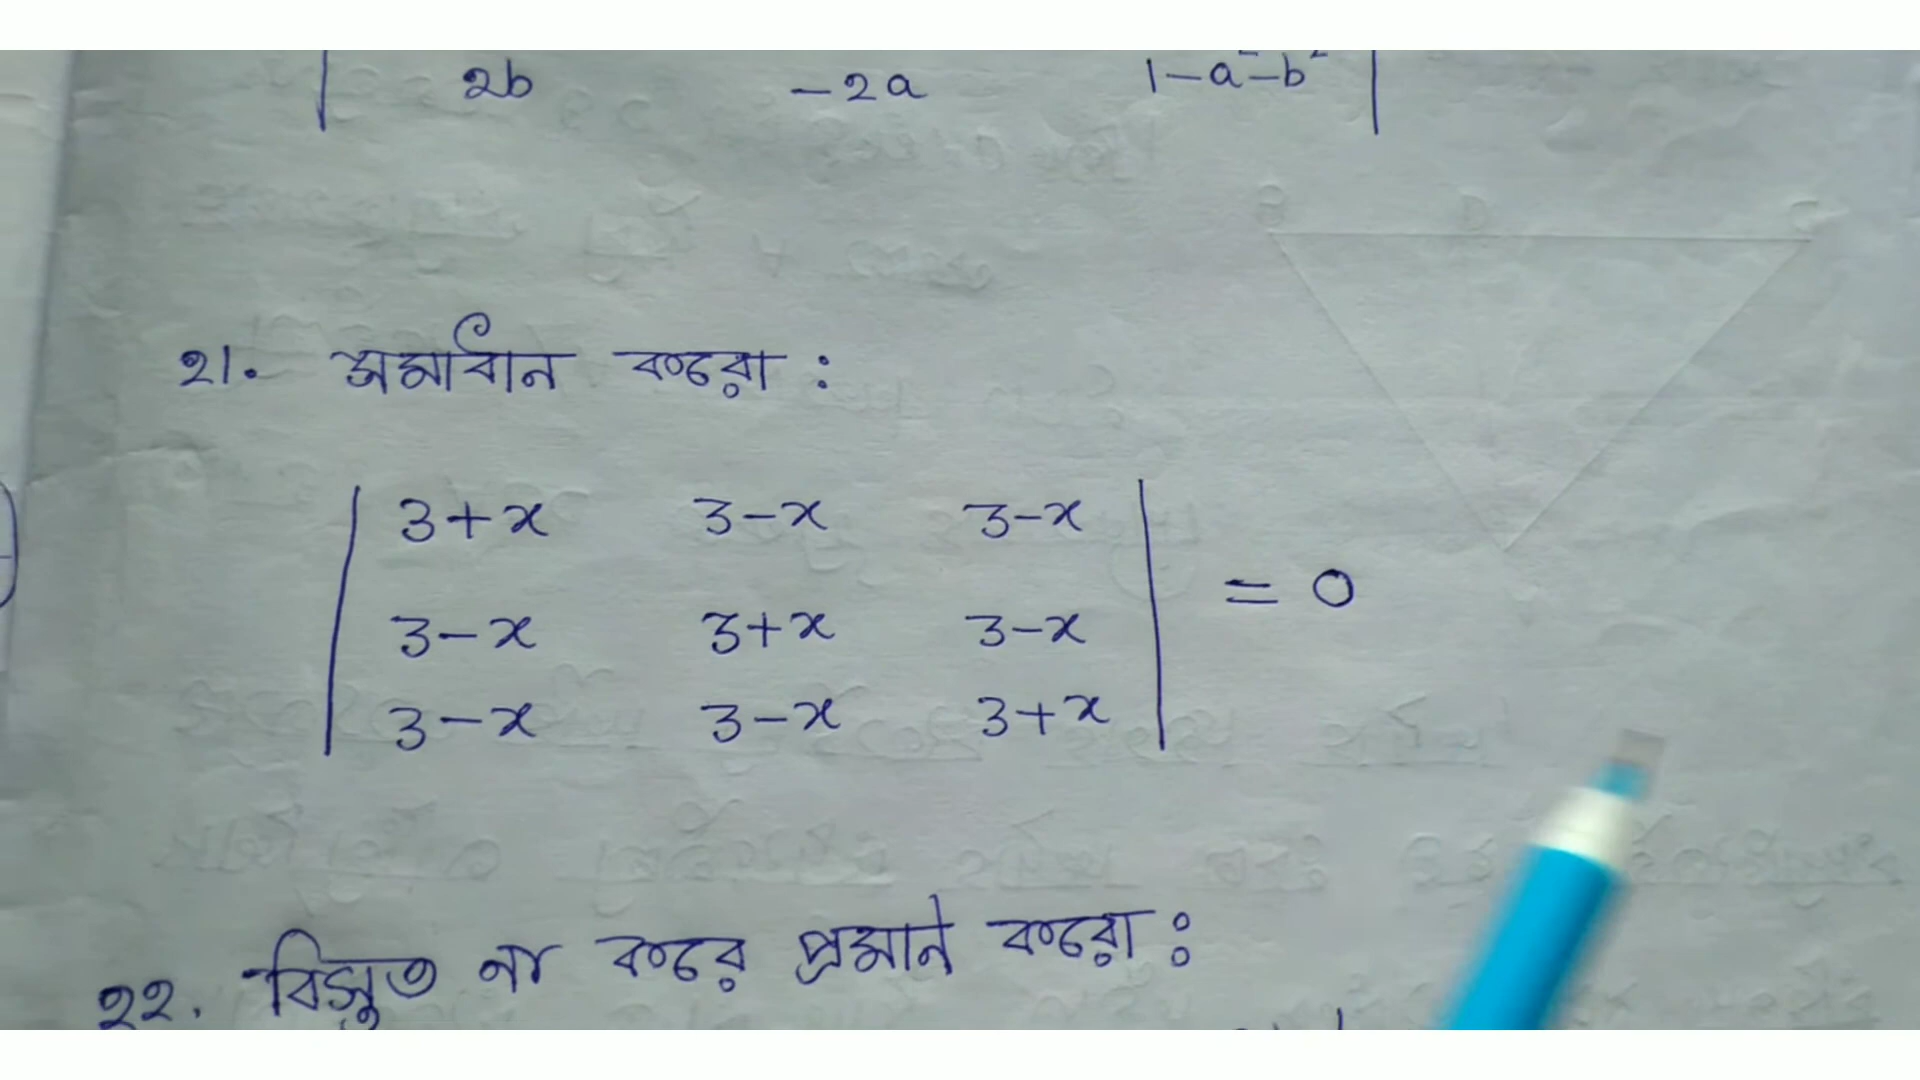 2b -2a 1-a²-b²
২১. সমাধান করো :
3+x 3-x 3-x
3-x 3+x 3-x = 0
3-x 3-x 3+x
২২. বিস্তৃত না করে প্রমান করো :